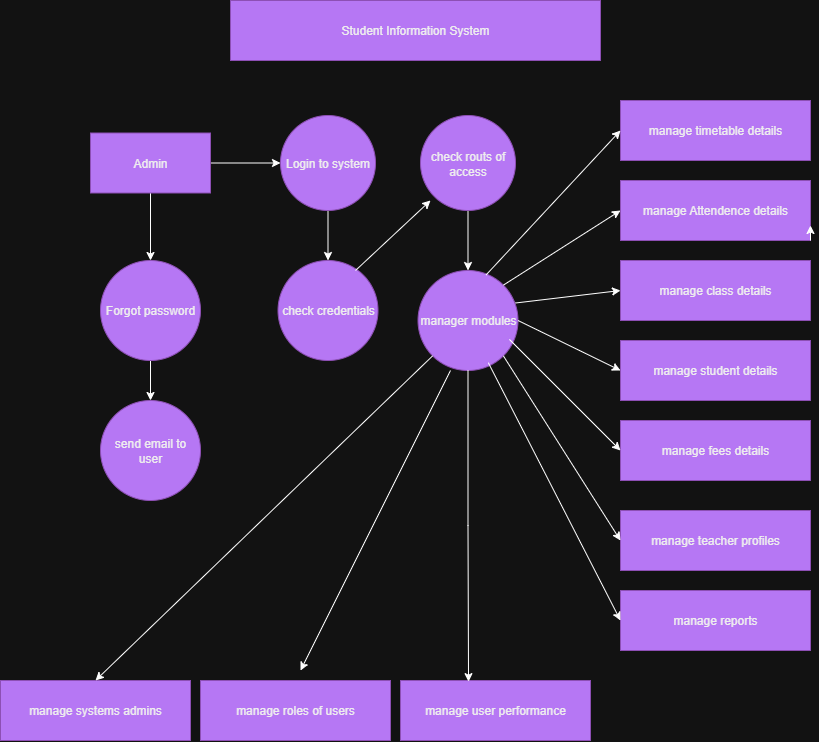 Student Information System
Admin
Login to system
check routs of
access
manage timetable details
manage Attendence details
Forgot password
check credentials
manager modules
manage class details
manage student details
send email to
user
manage fees details
manage teacher profiles
manage reports
manage systems admins
manage roles of users
manage user performance